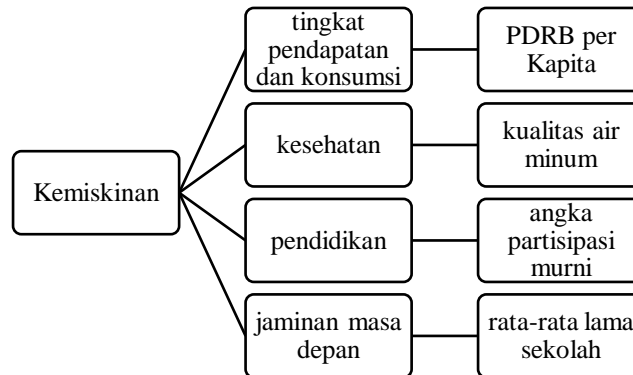 Kemiskinan
tingkat
pendapatan
dan konsumsi
PDRB per
Kapita
kesehatan
kualitas air
minum
pendidikan
angka
partisipasi
murni
jaminan masa
depan
rata-rata lama
sekolah